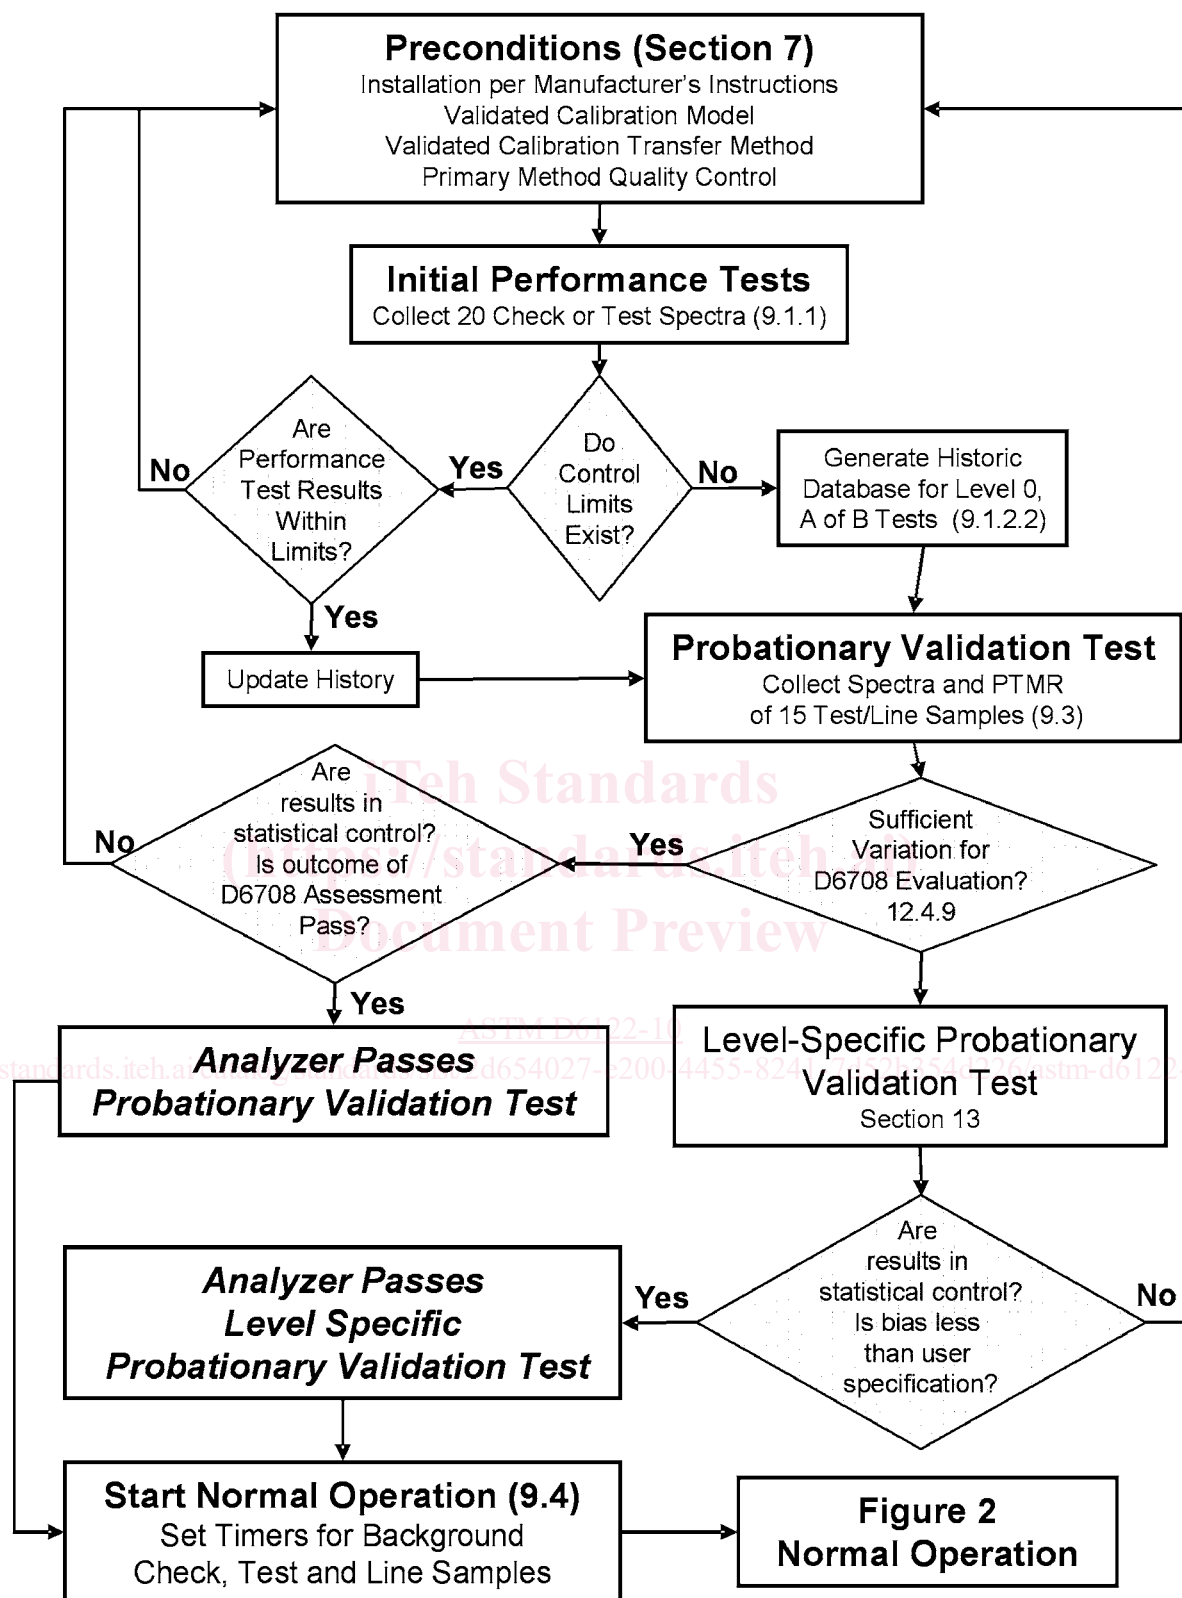 Preconditions (Section 7)
Installation per Manufacturer's Instructions
Validated Calibration Model
Validated Calibration Transfer Method
Primary Method Quality Control
Initial Performance Tests
Collect 20 Check or Test Spectra (9.1.1)
Are
Performance
Test Results
Within
Limits?
No
Yes
Do
Control
Limits
Exist?
Yes
No
Generate Historic
Database for Level 0,
A of B Tests (9.1.2.2)
Update History
Probationary Validation Test
Collect Spectra and PTMR
of 15 Test/Line Samples (9.3)
iTeh Standards
(https://standards.iteh.ai)
Document Preview
Are
results in
statistical control?
Is outcome of
D6708 Assessment
Pass?
No
Yes
Sufficient
Variation for
D6708 Evaluation?
12.4.9
Yes
ASTM D6122-10
Analyzer Passes
Probationary Validation Test
Level-Specific Probationary
Validation Test
Section 13
Are
results in
statistical control?
Is bias less
than user
specification?
Yes
No
Analyzer Passes
Level Specific
Probationary Validation Test
Start Normal Operation (9.4)
Set Timers for Background
Check, Test and Line Samples
Figure 2
Normal Operation